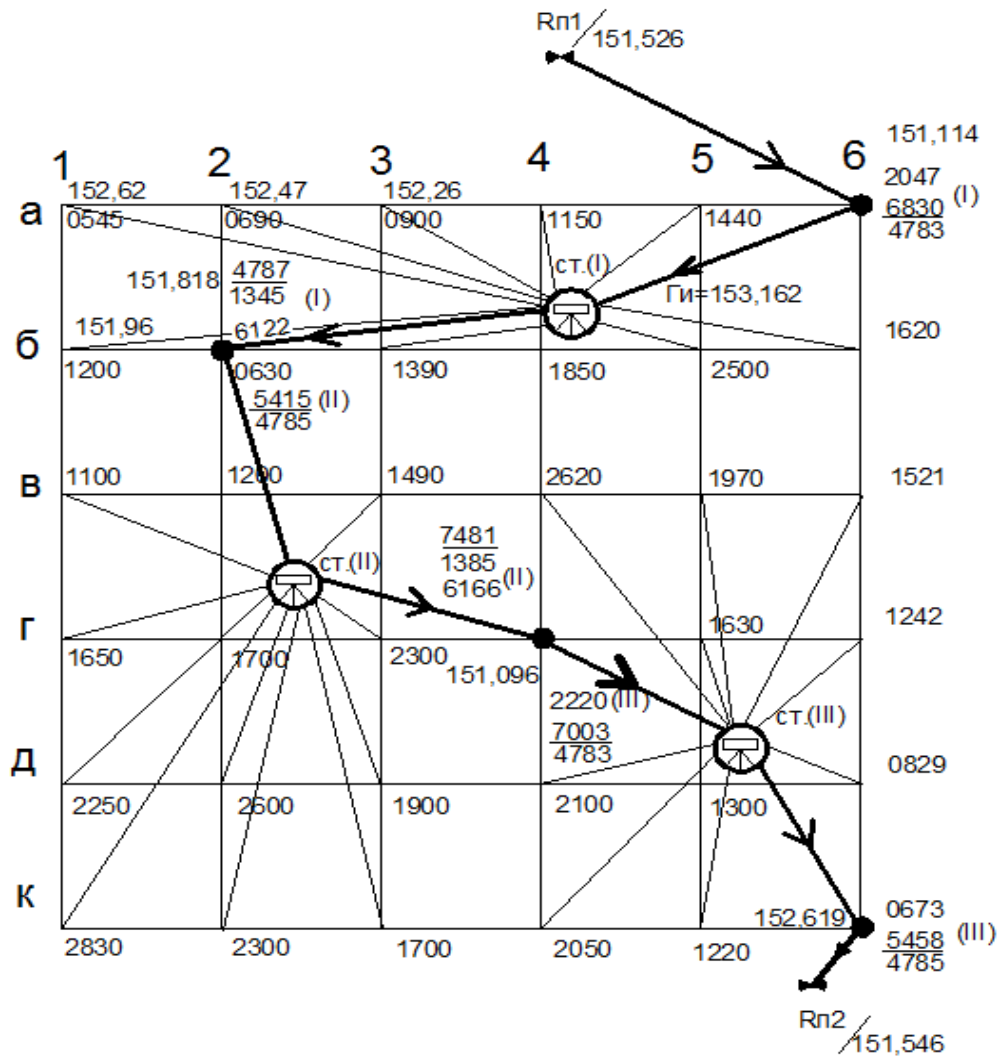 Rп1
151,526
151,114
1 2 3 4 5 6
2047
6830 (I)
4783
152,62 152,47 152,26
а
0545 0690 0900 1150 1440
ст.(I)
151,818 4787 (I)
1345
Ги=153,162
151,96 6122
1620
б
1200 0630 1390 1850 2500
5415 (II)
4785
1100 1200 1490 2620 1970 1521
в
7481
1385
6166 (II)
ст.(II)
1630 1242
г
1650 1700 2300
151,096
2220 (III)
7003
4783
ст.(III)
0829
д
2250 2600 1900 2100 1300
к
152,619
0673
5458 (III)
4785
2830 2300 1700 2050 1220
Rп2
151,546